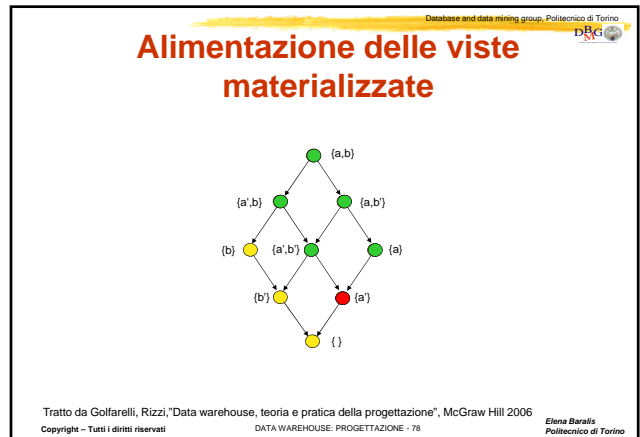 Database and data mining group, Politecnico di Torino
DBMG
Alimentazione delle viste
materializzate
{a,b}
{a',b} {a,b'}
{b} {a',b'} {a}
{b'} {a'}
{ }
Tratto da Golfarelli, Rizzi,"Data warehouse, teoria e pratica della progettazione", McGraw Hill 2006
Copyright – Tutti i diritti riservati DATA WAREHOUSE: PROGETTAZIONE - 78 Elena Baralis
Politecnico di Torino